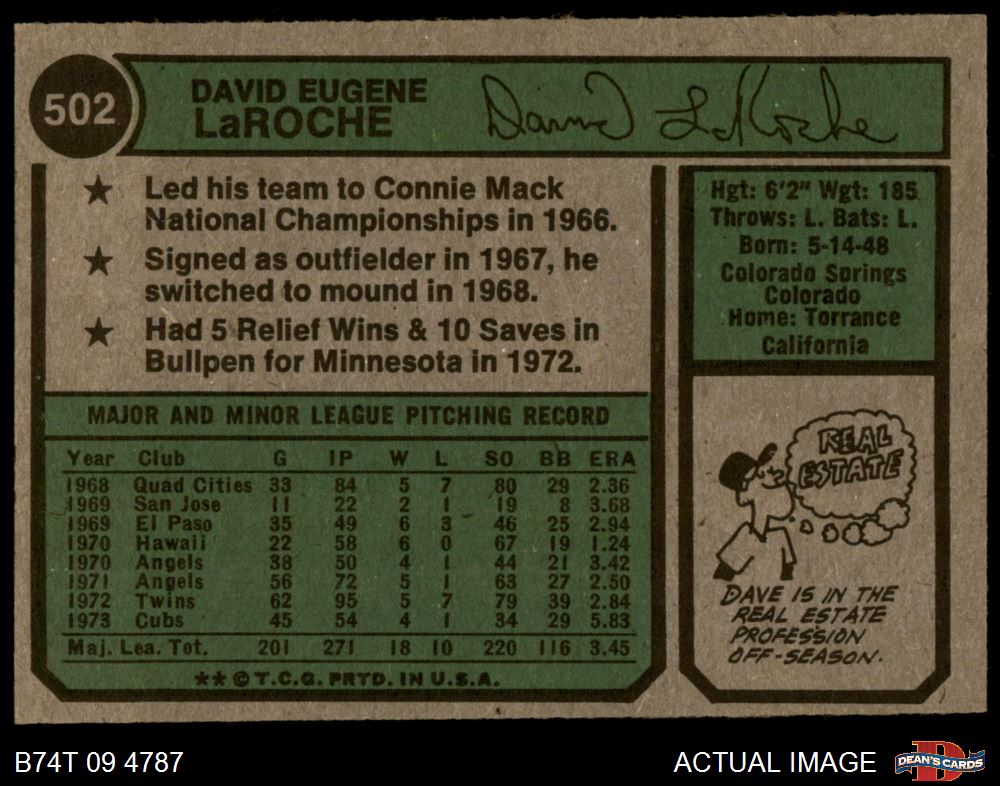 502
DAVID EUGENE
LaROCHE
David LaRoche
★ Led his team to Connie Mack
National Championships in 1966.
★ Signed as outfielder in 1967, he
switched to mound in 1968.
★ Had 5 Relief Wins & 10 Saves in
Bullpen for Minnesota in 1972.
Hgt: 6'2" Wgt: 185
Throws: L. Bats: L.
Born: 5-14-48
Colorado Springs
Colorado
Home: Torrance
California
MAJOR AND MINOR LEAGUE PITCHING RECORD
Year Club G IP W L SO BB ERA
1968 Quad Cities 33 84 5 7 80 29 2.36
1969 San Jose 11 22 2 1 19 8 3.68
1969 El Paso 35 49 6 3 46 25 2.94
1970 Hawaii 22 58 6 0 67 19 1.24
1970 Angels 38 50 4 1 44 21 3.42
1971 Angels 56 72 5 1 63 27 2.50
1972 Twins 62 95 5 7 79 39 2.84
1973 Cubs 45 54 4 1 34 29 5.83
Maj. Lea. Tot. 201 271 18 10 220 116 3.45
** © T.C.G. PRTD. IN U.S.A.
REAL
ESTATE
DAVE IS IN THE
REAL ESTATE
PROFESSION
OFF-SEASON.
B74T 09 4787
ACTUAL IMAGE
D
DEAN'S CARDS